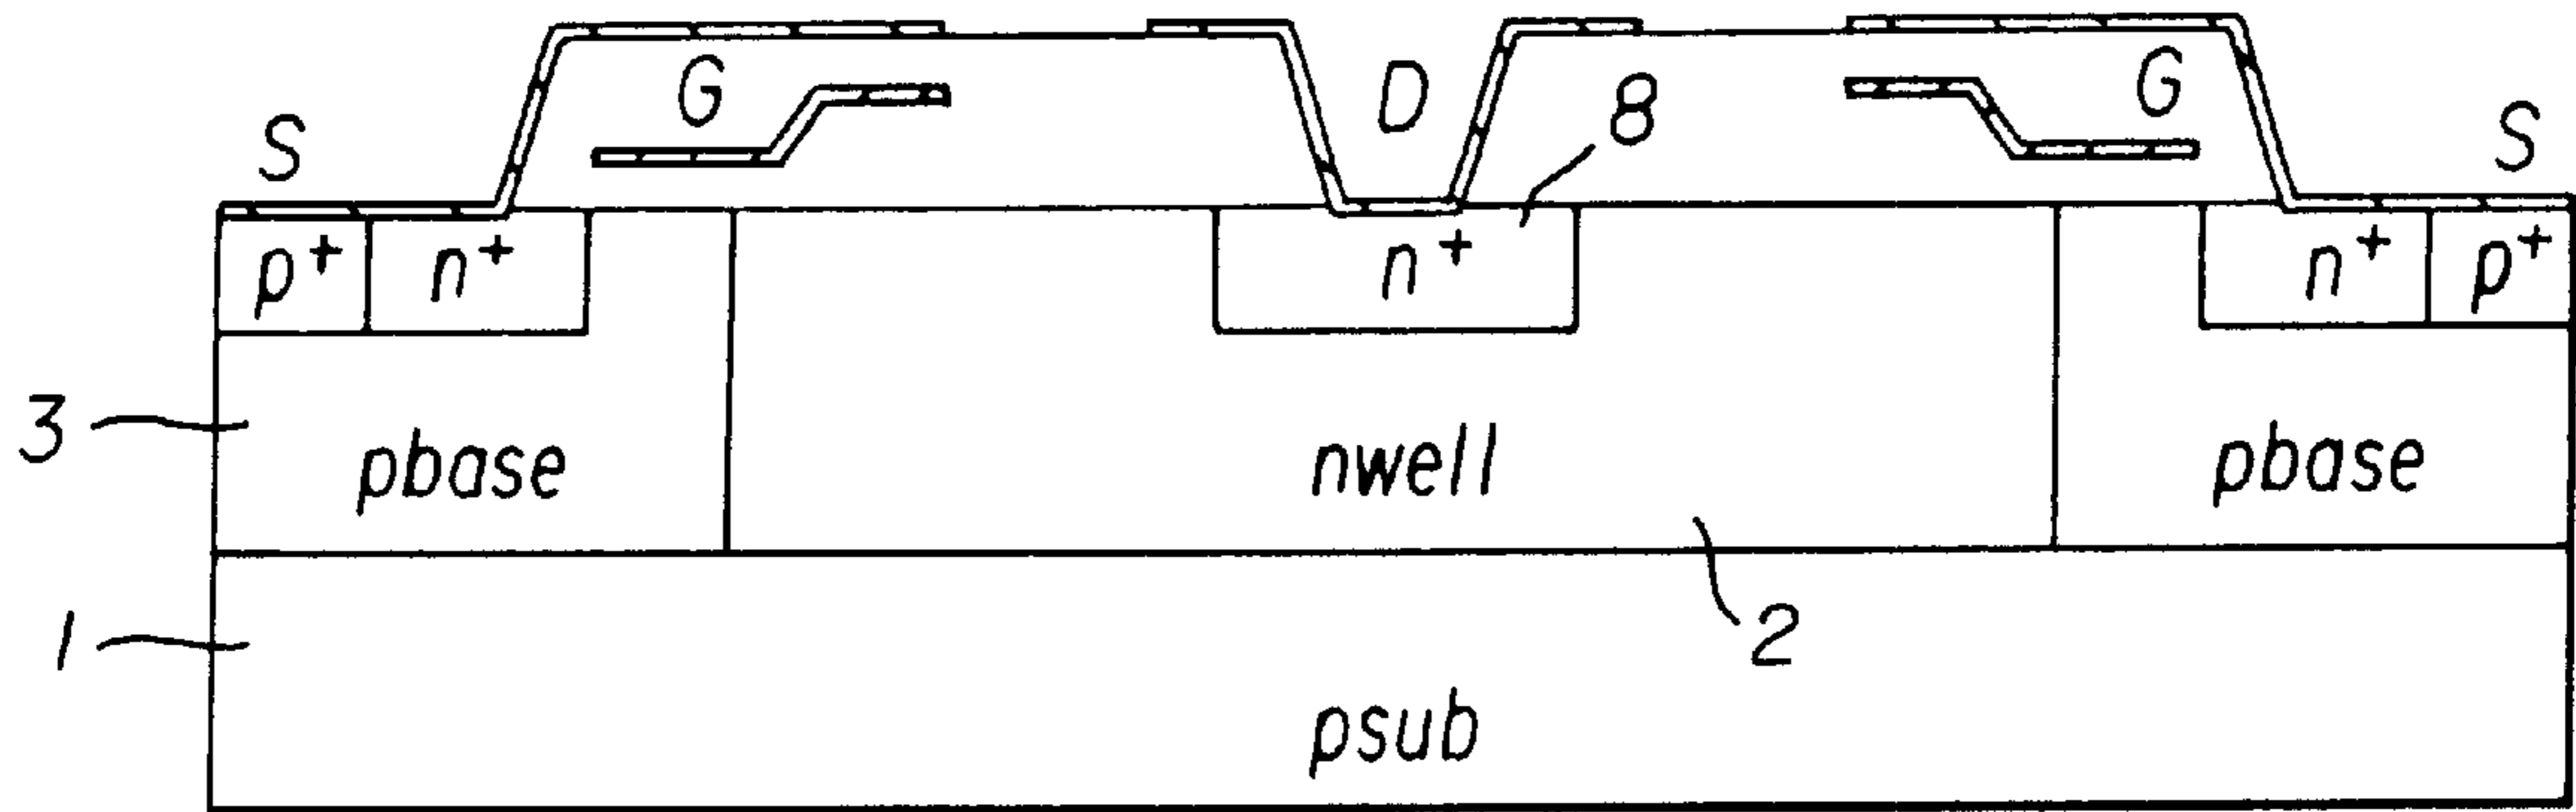 G D 8 G
S S
p+ n+ n+ n+ p+
3 pbase nwell pbase
1 2
psub